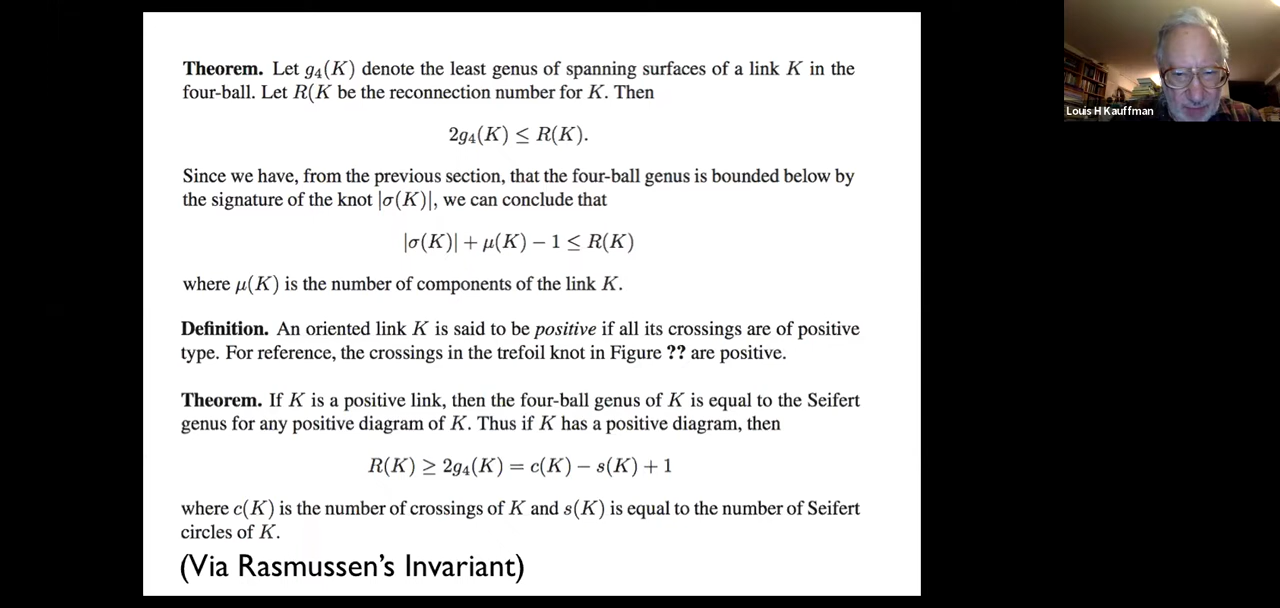 Theorem. Let g₄(K) denote the least genus of spanning surfaces of a link K in the
four-ball. Let R(K be the reconnection number for K. Then
2g₄(K) ≤ R(K).
Since we have, from the previous section, that the four-ball genus is bounded below by
the signature of the knot |σ(K)|, we can conclude that
|σ(K)| + μ(K) − 1 ≤ R(K)
where μ(K) is the number of components of the link K.
Definition. An oriented link K is said to be positive if all its crossings are of positive
type. For reference, the crossings in the trefoil knot in Figure ?? are positive.
Theorem. If K is a positive link, then the four-ball genus of K is equal to the Seifert
genus for any positive diagram of K. Thus if K has a positive diagram, then
R(K) ≥ 2g₄(K) = c(K) − s(K) + 1
where c(K) is the number of crossings of K and s(K) is equal to the number of Seifert
circles of K.
(Via Rasmussen's Invariant)
Louis H Kauffman